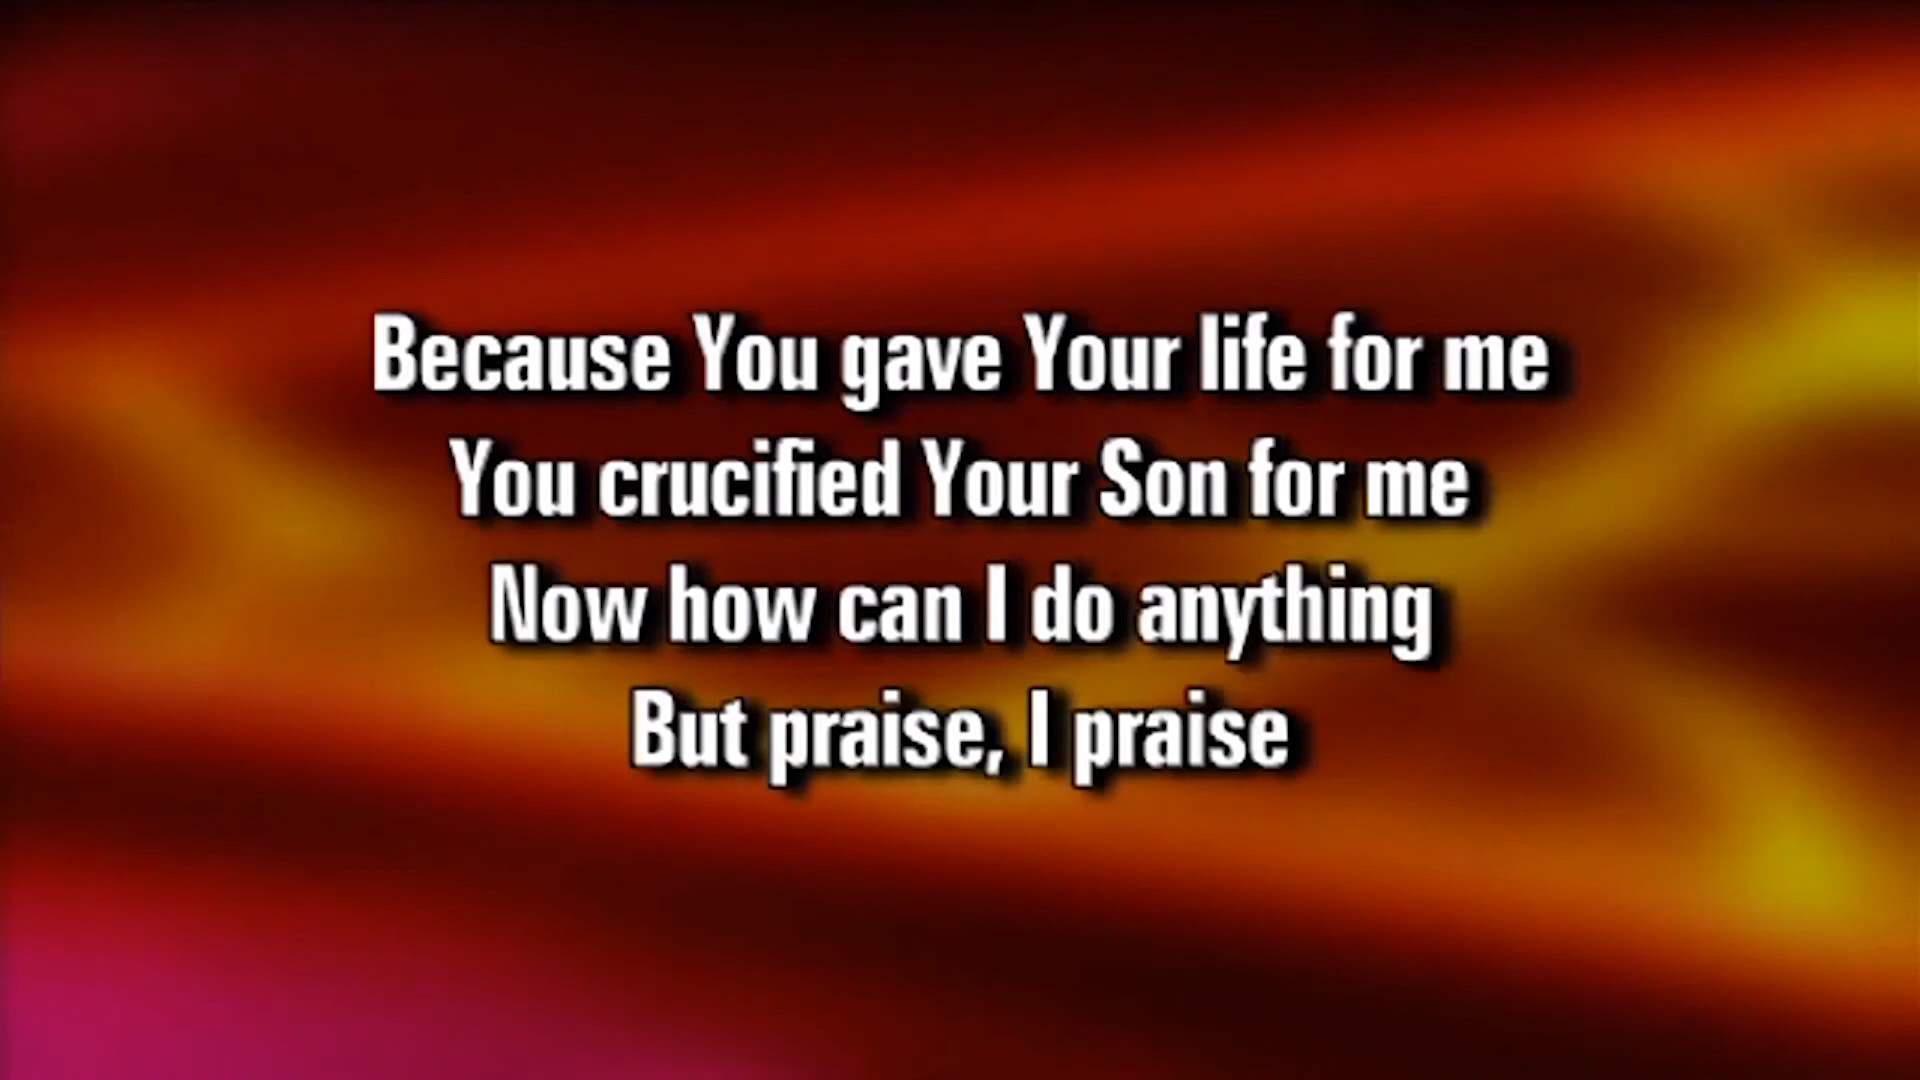 Because You gave Your life for me
You crucified Your Son for me
Now how can I do anything
But praise, I praise